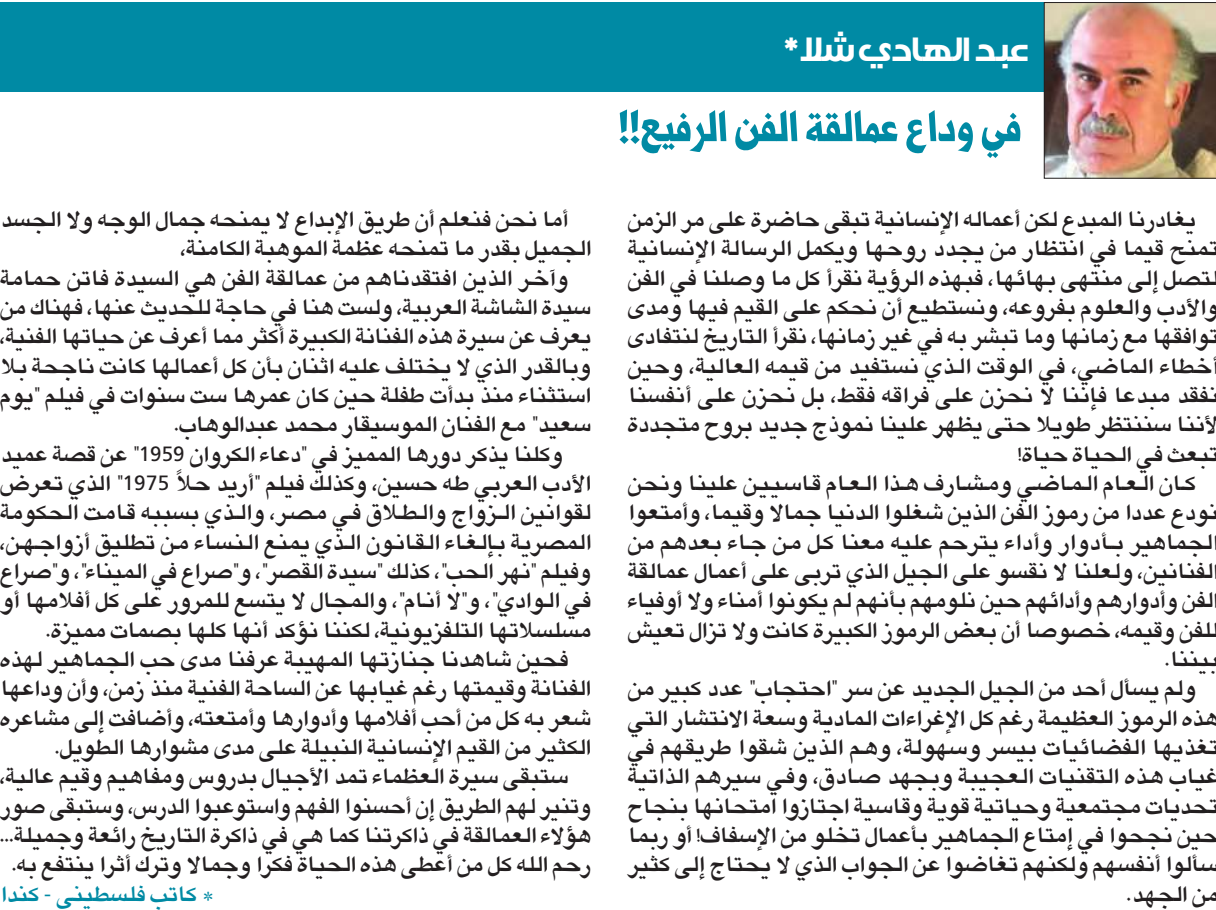 عبد الهادي شلا *
في وداع عمالقة الفن الرفيع!!
يغادرنا المبدع لكن أعماله الإنسانية تبقى حاضرة على مر الزمن
تمنح قيما في انتظار من يجدد روحها ويكمل الرسالة الإنسانية
لتصل إلى منتهى بهائها، فبهذه الرؤية نقرأ كل ما وصلنا في الفن
والأدب والعلوم بفروعه، ونستطيع أن نحكم على القيم فيها ومدى
توافقها مع زمانها وما تبشر به في غير زمانها، نقرأ التاريخ لنتفادى
أخطاء الماضي، في الوقت الذي نستفيد من قيمه العالية، وحين
نفقد مبدعا فإننا لا نحزن على فراقه فقط، بل نحزن على أنفسنا
لأننا سننتظر طويلا حتى يظهر علينا نموذج جديد بروح متجددة
تبعث في الحياة حياة!
كان العام الماضي ومشارف هذا العام قاسيين علينا ونحن
نودع عددا من رموز الفن الذين شغلوا الدنيا جمالا وقيما، وأمتعوا
الجماهير بأدوار وأداء يترحم عليه معنا كل من جاء بعدهم من
الفنانين، ولعلنا لا نقسو على الجيل الذي تربى على أعمال عمالقة
الفن وأدوارهم وأدائهم حين نلومهم بأنهم لم يكونوا أمناء ولا أوفياء
للفن وقيمه، خصوصا أن بعض الرموز الكبيرة كانت ولا تزال تعيش
بيننا.
ولم يسأل أحد من الجيل الجديد عن سر "احتجاب" عدد كبير من
هذه الرموز العظيمة رغم كل الإغراءات المادية وسعة الانتشار التي
تغذيها الفضائيات بيسر وسهولة، وهم الذين شقوا طريقهم في
غياب هذه التقنيات العجيبة وبجهد صادق، وفي سيرهم الذاتية
تحديات مجتمعية وحياتية قوية وقاسية اجتازوا امتحانها بنجاح
حين نجحوا في إمتاع الجماهير بأعمال تخلو من الإسفاف! أو ربما
سألوا أنفسهم ولكنهم تغاضوا عن الجواب الذي لا يحتاج إلى كثير
من الجهد.
أما نحن فنعلم أن طريق الإبداع لا يمنحه جمال الوجه ولا الجسد
الجميل بقدر ما تمنحه عظمة الموهبة الكامنة،
وآخر الذين افتقدناهم من عمالقة الفن هي السيدة فاتن حمامة
سيدة الشاشة العربية، ولست هنا في حاجة للحديث عنها، فهناك من
يعرف عن سيرة هذه الفنانة الكبيرة أكثر مما أعرف عن حياتها الفنية،
وبالقدر الذي لا يختلف عليه اثنان بأن كل أعمالها كانت ناجحة بلا
استثناء منذ بدأت طفلة حين كان عمرها ست سنوات في فيلم "يوم
سعيد" مع الفنان الموسيقار محمد عبدالوهاب.
وكلنا يذكر دورها المميز في "دعاء الكروان 1959" عن قصة عميد
الأدب العربي طه حسين، وكذلك فيلم "أريد حلاً 1975" الذي تعرض
لقوانين الزواج والطلاق في مصر، والذي بسببه قامت الحكومة
المصرية بإلغاء القانون الذي يمنع النساء من تطليق أزواجهن،
وفيلم "نهر الحب"، كذلك "سيدة القصر"، و"صراع في الميناء"، و"صراع
في الوادي"، و"لا أنام"، والمجال لا يتسع للمرور على كل أفلامها أو
مسلسلاتها التلفزيونية، لكننا نؤكد أنها كلها بصمات مميزة.
فحين شاهدنا جنازتها المهيبة عرفنا مدى حب الجماهير لهذه
الفنانة وقيمتها رغم غيابها عن الساحة الفنية منذ زمن، وأن وداعها
شعر به كل من أحب أفلامها وأدوارها وأمتعته، وأضافت إلى مشاعره
الكثير من القيم الإنسانية النبيلة على مدى مشوارها الطويل.
ستبقى سيرة العظماء تمد الأجيال بدروس ومفاهيم وقيم عالية،
وتنير لهم الطريق إن أحسنوا الفهم واستوعبوا الدرس، وستبقى صور
هؤلاء العمالقة في ذاكرتنا كما هي في ذاكرة التاريخ رائعة وجميلة...
رحم الله كل من أعطى هذه الحياة فكرا وجمالا وترك أثرا ينتفع به.
* كاتب فلسطيني - كندا